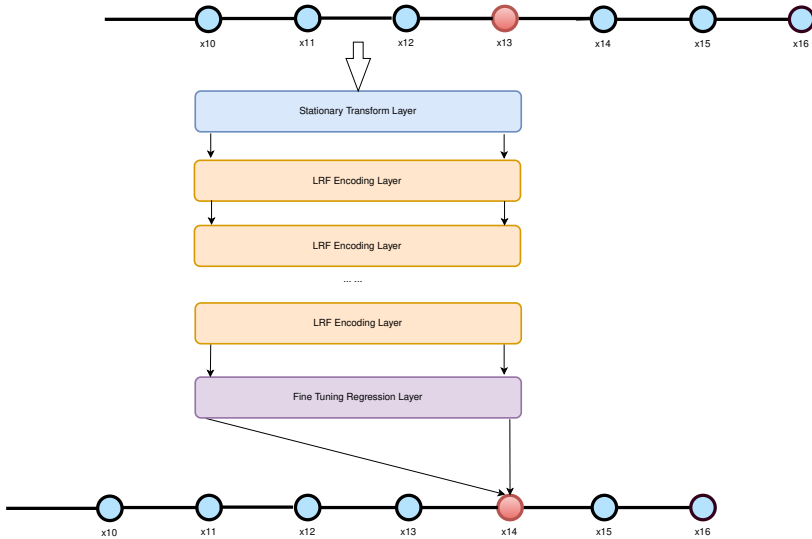 x10 x11 x12 x13 x14 x15 x16
Stationary Transform Layer
LRF Encoding Layer
LRF Encoding Layer
... ...
LRF Encoding Layer
Fine Tuning Regression Layer
x10 x11 x12 x13 x14 x15 x16